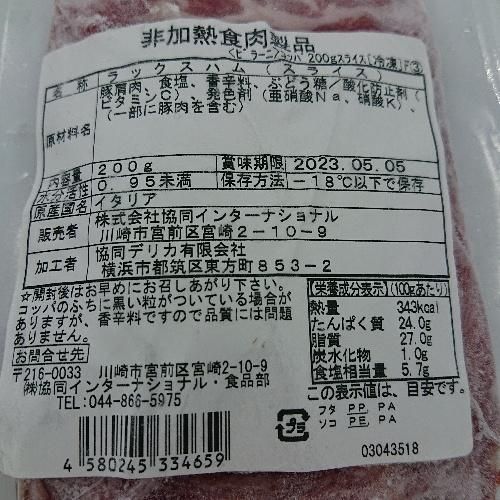 非加熱食肉製品
<ピラーニ/コッパ 200gスライス「冷凍」F③
名称 ラックスハム(スライス)
原材料名 豚肩肉、食塩、香辛料、ぶどう糖/酸化防止剤(
ビタミンC)、発色剤(亜硝酸Na、硝酸K)、
(一部に豚肉を含む)
内容量 200g 賞味期限 2023.05.05
水分活性 0.95未満 保存方法 -18℃以下で保存
原産国名 イタリア
販売者 株式会社協同インターナショナル
川崎市宮前区宮崎2-10-9
加工者 協同デリカ有限会社
横浜市都筑区東方町853-2
☆開封後はお早めにお召しあがり下さい。
コッパのふちに黒い粒がついている場合が
ありますが、香辛料ですので品質には問題
ありません。
お問合せ先
〒216-0033 川崎市宮前区宮崎2-10-9
㈱協同インターナショナル・食品部
TEL:044-866-5975
4 580245 334659
【栄養成分表示】(100gあたり)
熱量 343kcal
たんぱく質 24.0g
脂質 27.0g
炭水化物 1.0g
食塩相当量 5.7g
この表示値は、目安です。
プラ
フタ PP, PA
ソコ PE, PA
03043518